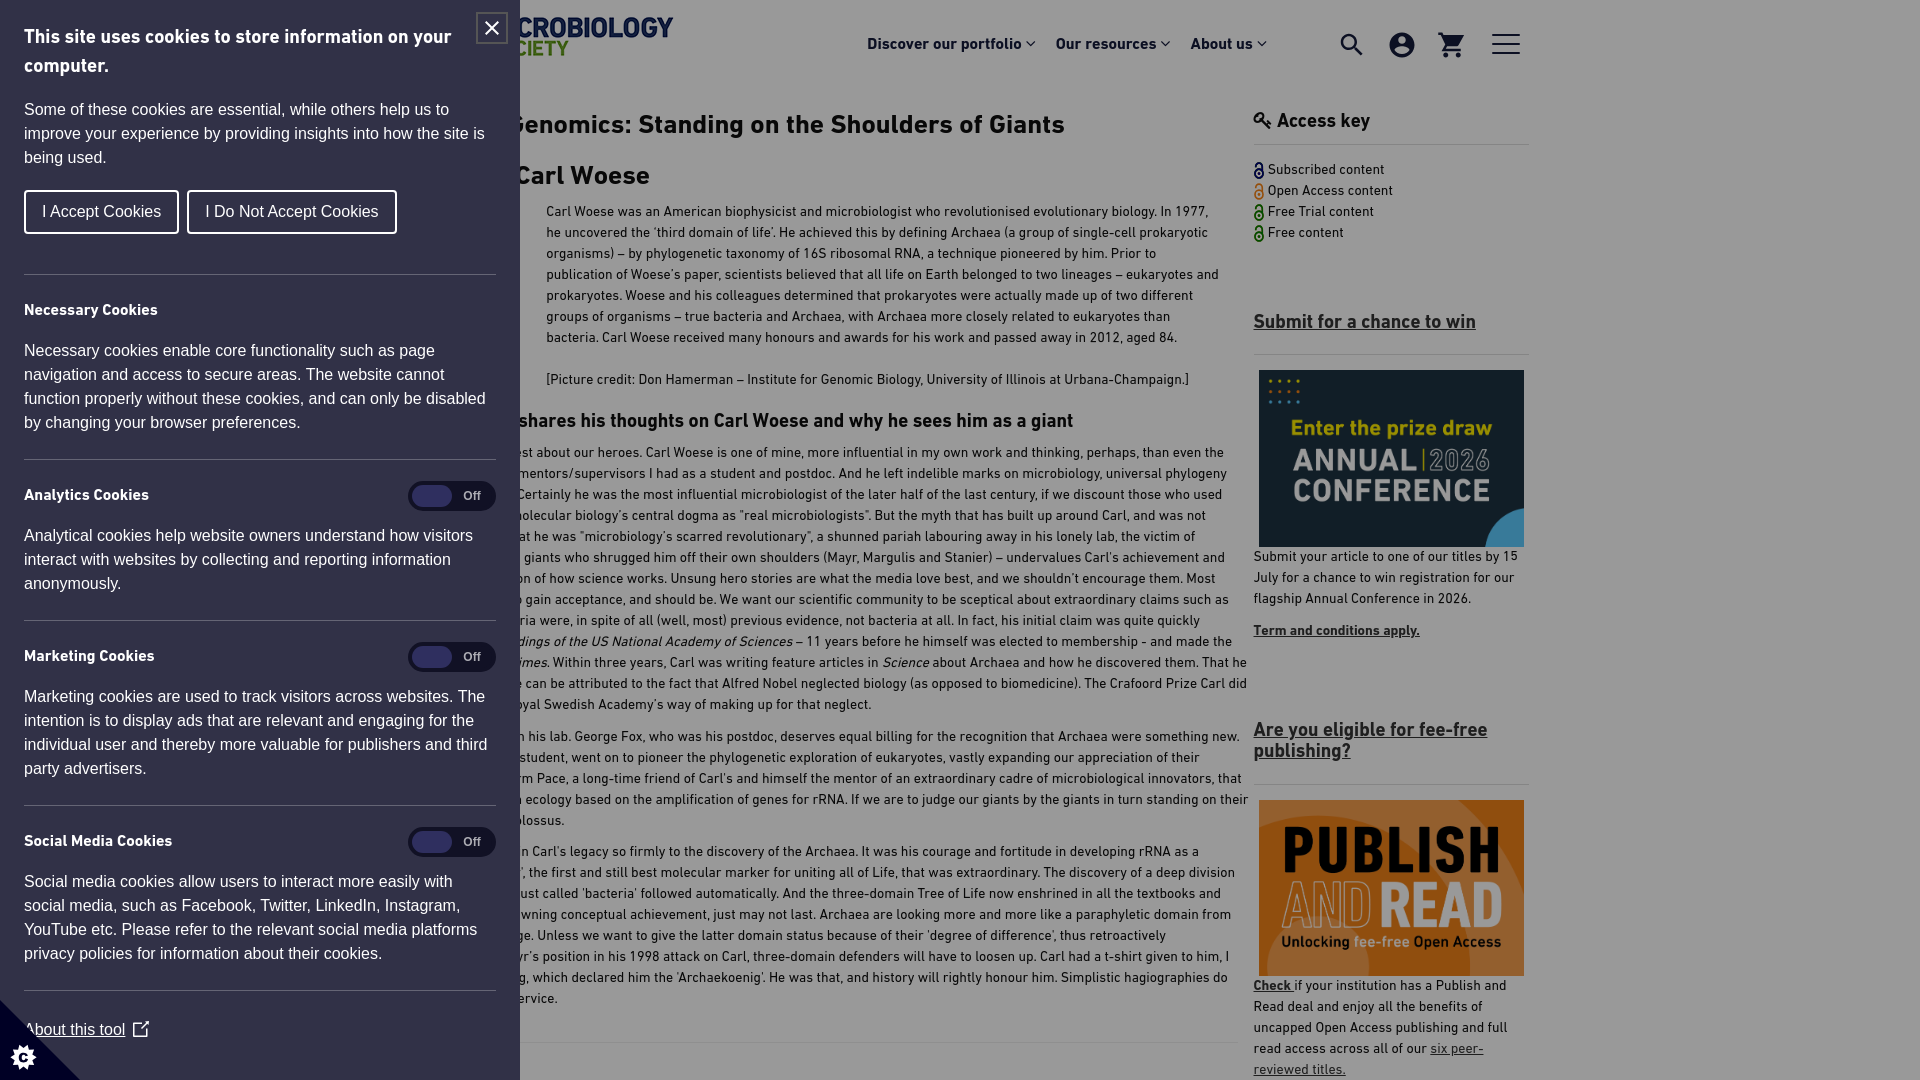 This site uses cookies to store information on your
computer.
Some of these cookies are essential, while others help us to
improve your experience by providing insights into how the site is
being used.
I Accept Cookies
I Do Not Accept Cookies
Necessary Cookies
Necessary cookies enable core functionality such as page
navigation and access to secure areas. The website cannot
function properly without these cookies, and can only be disabled
by changing your browser preferences.
Analytics Cookies
Off
Analytical cookies help website owners understand how visitors
interact with websites by collecting and reporting information
anonymously.
Marketing Cookies
Off
Marketing cookies are used to track visitors across websites. The
intention is to display ads that are relevant and engaging for the
individual user and thereby more valuable for publishers and third
party advertisers.
Social Media Cookies
Off
Social media cookies allow users to interact more easily with
social media, such as Facebook, Twitter, LinkedIn, Instagram,
YouTube etc. Please refer to the relevant social media platforms
privacy policies for information about their cookies.
About this tool
CROBIOLOGY
CIETY
Discover our portfolio
Our resources
About us
Genomics: Standing on the Shoulders of Giants
Carl Woese
Carl Woese was an American biophysicist and microbiologist who revolutionised evolutionary biology. In 1977,
he uncovered the ‘third domain of life’. He achieved this by defining Archaea (a group of single-cell prokaryotic
organisms) – by phylogenetic taxonomy of 16S ribosomal RNA, a technique pioneered by him. Prior to
publication of Woese’s paper, scientists believed that all life on Earth belonged to two lineages – eukaryotes and
prokaryotes. Woese and his colleagues determined that prokaryotes were actually made up of two different
groups of organisms – true bacteria and Archaea, with Archaea more closely related to eukaryotes than
bacteria. Carl Woese received many honours and awards for his work and passed away in 2012, aged 84.
[Picture credit: Don Hamerman – Institute for Genomic Biology, University of Illinois at Urbana-Champaign.]
shares his thoughts on Carl Woese and why he sees him as a giant
est about our heroes. Carl Woese is one of mine, more influential in my own work and thinking, perhaps, than even the
mentors/supervisors I had as a student and postdoc. And he left indelible marks on microbiology, universal phylogeny
Certainly he was the most influential microbiologist of the later half of the last century, if we discount those who used
olecular biology’s central dogma as "real microbiologists". But the myth that has built up around Carl, and was not
at he was "microbiology’s scarred revolutionary", a shunned pariah labouring away in his lonely lab, the victim of
giants who shrugged him off their own shoulders (Mayr, Margulis and Stanier) – undervalues Carl's achievement and
on of how science works. Unsung hero stories are what the media love best, and we shouldn’t encourage them. Most
o gain acceptance, and should be. We want our scientific community to be sceptical about extraordinary claims such as
ria were, in spite of all (well, most) previous evidence, not bacteria at all. In fact, his initial claim was quite quickly
dings of the US National Academy of Sciences – 11 years before he himself was elected to membership - and made the
imes. Within three years, Carl was writing feature articles in Science about Archaea and how he discovered them. That he
e can be attributed to the fact that Alfred Nobel neglected biology (as opposed to biomedicine). The Crafoord Prize Carl did
oyal Swedish Academy’s way of making up for that neglect.
n his lab. George Fox, who was his postdoc, deserves equal billing for the recognition that Archaea were something new.
student, went on to pioneer the phylogenetic exploration of eukaryotes, vastly expanding our appreciation of their
rm Pace, a long-time friend of Carl's and himself the mentor of an extraordinary cadre of microbiological innovators, that
n ecology based on the amplification of genes for rRNA. If we are to judge our giants by the giants in turn standing on their
olossus.
n Carl's legacy so firmly to the discovery of the Archaea. It was his courage and fortitude in developing rRNA as a
', the first and still best molecular marker for uniting all of Life, that was extraordinary. The discovery of a deep division
ust called 'bacteria' followed automatically. And the three-domain Tree of Life now enshrined in all the textbooks and
wning conceptual achievement, just may not last. Archaea are looking more and more like a paraphyletic domain from
ge. Unless we want to give the latter domain status because of their 'degree of difference', thus retroactively
yr's position in his 1998 attack on Carl, three-domain defenders will have to loosen up. Carl had a t-shirt given to him, I
g, which declared him the 'Archaekoenig'. He was that, and history will rightly honour him. Simplistic hagiographies do
ervice.
Access key
Subscribed content
Open Access content
Free Trial content
Free content
Submit for a chance to win
Enter the prize draw
ANNUAL | 2026
CONFERENCE
Submit your article to one of our titles by 15
July for a chance to win registration for our
flagship Annual Conference in 2026.
Term and conditions apply.
Are you eligible for fee-free
publishing?
PUBLISH
AND READ
Unlocking fee-free Open Access
Check if your institution has a Publish and
Read deal and enjoy all the benefits of
uncapped Open Access publishing and full
read access across all of our six peer-
reviewed titles.